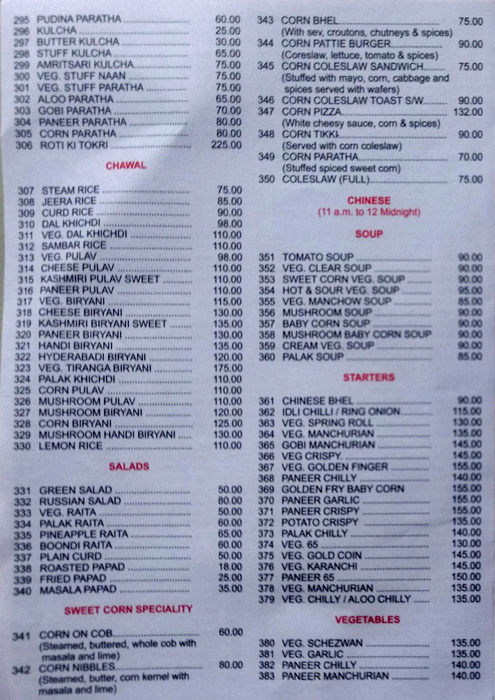 295 PUDINA PARATHA 60.00
296 KULCHA 25.00
297 BUTTER KULCHA 30.00
298 STUFF KULCHA 65.00
299 AMRITSARI KULCHA 75.00
300 VEG. STUFF NAAN 75.00
301 VEG. STUFF PARATHA 75.00
302 ALOO PARATHA 65.00
303 GOBI PARATHA 70.00
304 PANEER PARATHA 80.00
305 CORN PARATHA 80.00
306 ROTI KI TOKRI 225.00
CHAWAL
307 STEAM RICE 75.00
308 JEERA RICE 85.00
309 CURD RICE 90.00
310 DAL KHICHDI 98.00
311 VEG. DAL KHICHDI 110.00
312 SAMBAR RICE 110.00
313 VEG. PULAV 98.00
314 CHEESE PULAV 110.00
315 KASHMIRI PULAV SWEET 110.00
316 PANEER PULAV 110.00
317 VEG. BIRYANI 115.00
318 CHEESE BIRYANI 130.00
319 KASHMIRI BIRYANI SWEET 135.00
320 PANEER BIRYANI 130.00
321 HANDI BIRYANI 135.00
322 HYDERABADI BIRYANI 120.00
323 VEG. TIRANGA BIRYANI 175.00
324 PALAK KHICHDI 110.00
325 CORN PULAV 110.00
326 MUSHROOM PULAV 110.00
327 MUSHROOM BIRYANI 120.00
328 CORN BIRYANI 125.00
329 MUSHROOM HANDI BIRYANI 130.00
330 LEMON RICE 110.00
SALADS
331 GREEN SALAD 50.00
332 RUSSIAN SALAD 80.00
333 VEG. RAITA 50.00
334 PALAK RAITA 60.00
335 PINEAPPLE RAITA 65.00
336 BOONDI RAITA 60.00
337 PLAIN CURD 50.00
338 ROASTED PAPAD 18.00
339 FRIED PAPAD 25.00
340 MASALA PAPAD 35.00
SWEET CORN SPECIALITY
341 CORN ON COB 60.00
(Steamed, buttered, whole cob with
masala and lime)
342 CORN NIBBLES 80.00
(Steamed, butter, corn kernel with
masala and lime)
343 CORN BHEL 75.00
(With sev, croutons, chutneys & spices)
344 CORN PATTIE BURGER 90.00
(Coreslaw, lettuce, tomato & spices)
345 CORN COLESLAW SANDWICH 75.00
(Stuffed with mayo, corn, cabbage and
spices served with wafers)
346 CORN COLESLAW TOAST S/W 90.00
347 CORN PIZZA 132.00
(White cheesy sauce, corn & spices)
348 CORN TIKKI 90.00
(Served with corn coleslaw)
349 CORN PARATHA 70.00
(Stuffed spiced sweet corn)
350 COLESLAW (FULL) 75.00
CHINESE
(11 a.m. to 12 Midnight)
SOUP
351 TOMATO SOUP 90.00
352 VEG. CLEAR SOUP 90.00
353 SWEET CORN VEG. SOUP 90.00
354 HOT & SOUR VEG. SOUP 95.00
355 VEG. MANCHOW SOUP 85.00
356 MUSHROOM SOUP 90.00
357 BABY CORN SOUP 90.00
358 MUSHROOM BABY CORN SOUP 90.00
359 CREAM VEG. SOUP 90.00
360 PALAK SOUP 85.00
STARTERS
361 CHINESE BHEL 90.00
362 IDLI CHILLI / RING ONION 115.00
363 VEG. SPRING ROLL 130.00
364 VEG. MANCHURIAN 135.00
365 GOBI MANCHURIAN 145.00
366 VEG CRISPY 145.00
367 VEG. GOLDEN FINGER 155.00
368 PANEER CHILLY 140.00
369 GOLDEN FRY BABY CORN 155.00
370 PANEER GARLIC 155.00
371 PANEER CRISPY 155.00
372 POTATO CRISPY 135.00
373 PALAK CHILLY 140.00
374 VEG. 65 130.00
375 VEG. GOLD COIN 145.00
376 VEG. KARANCHI 145.00
377 PANEER 65 150.00
378 VEG. MANCHURIAN 135.00
379 VEG. CHILLY / ALOO CHILLY 135.00
VEGETABLES
380 VEG. SCHEZWAN 135.00
381 VEG. GARLIC 135.00
382 PANEER CHILLY 140.00
383 PANEER MANCHURIAN 140.00